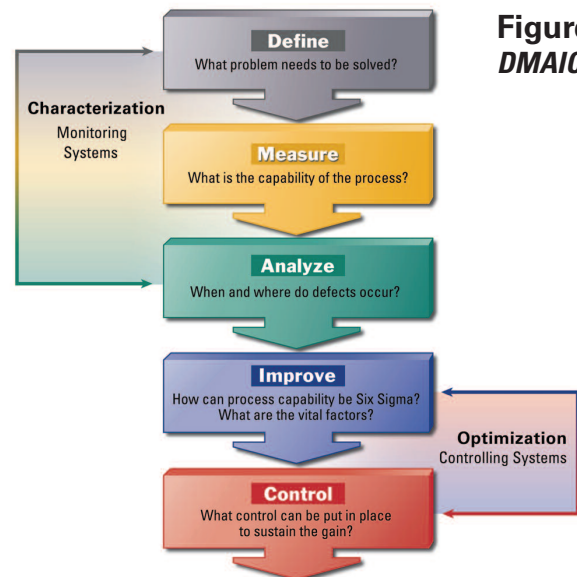 Figure
DMAIC
Define
What problem needs to be solved?
Characterization
Monitoring
Systems
Measure
What is the capability of the process?
Analyze
When and where do defects occur?
Improve
How can process capability be Six Sigma?
What are the vital factors?
Optimization
Controlling Systems
Control
What control can be put in place
to sustain the gain?